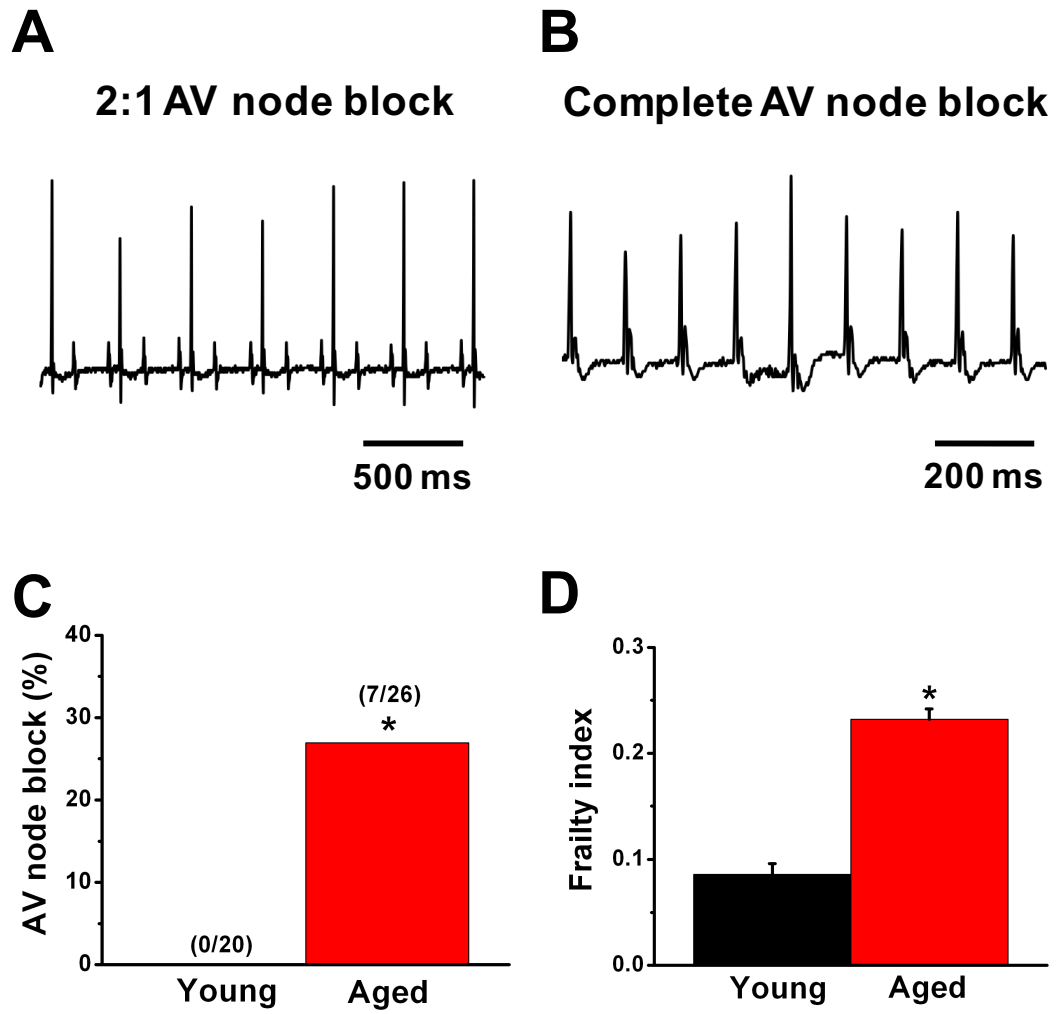 A
B
2:1 AV node block
Complete AV node block
500 ms
200 ms
C
D
AV node block (%)
40
30
20
10
0
(0/20)
(7/26)
*
Young
Aged
Frailty index
0.3
0.2
0.1
0.0
*
Young
Aged